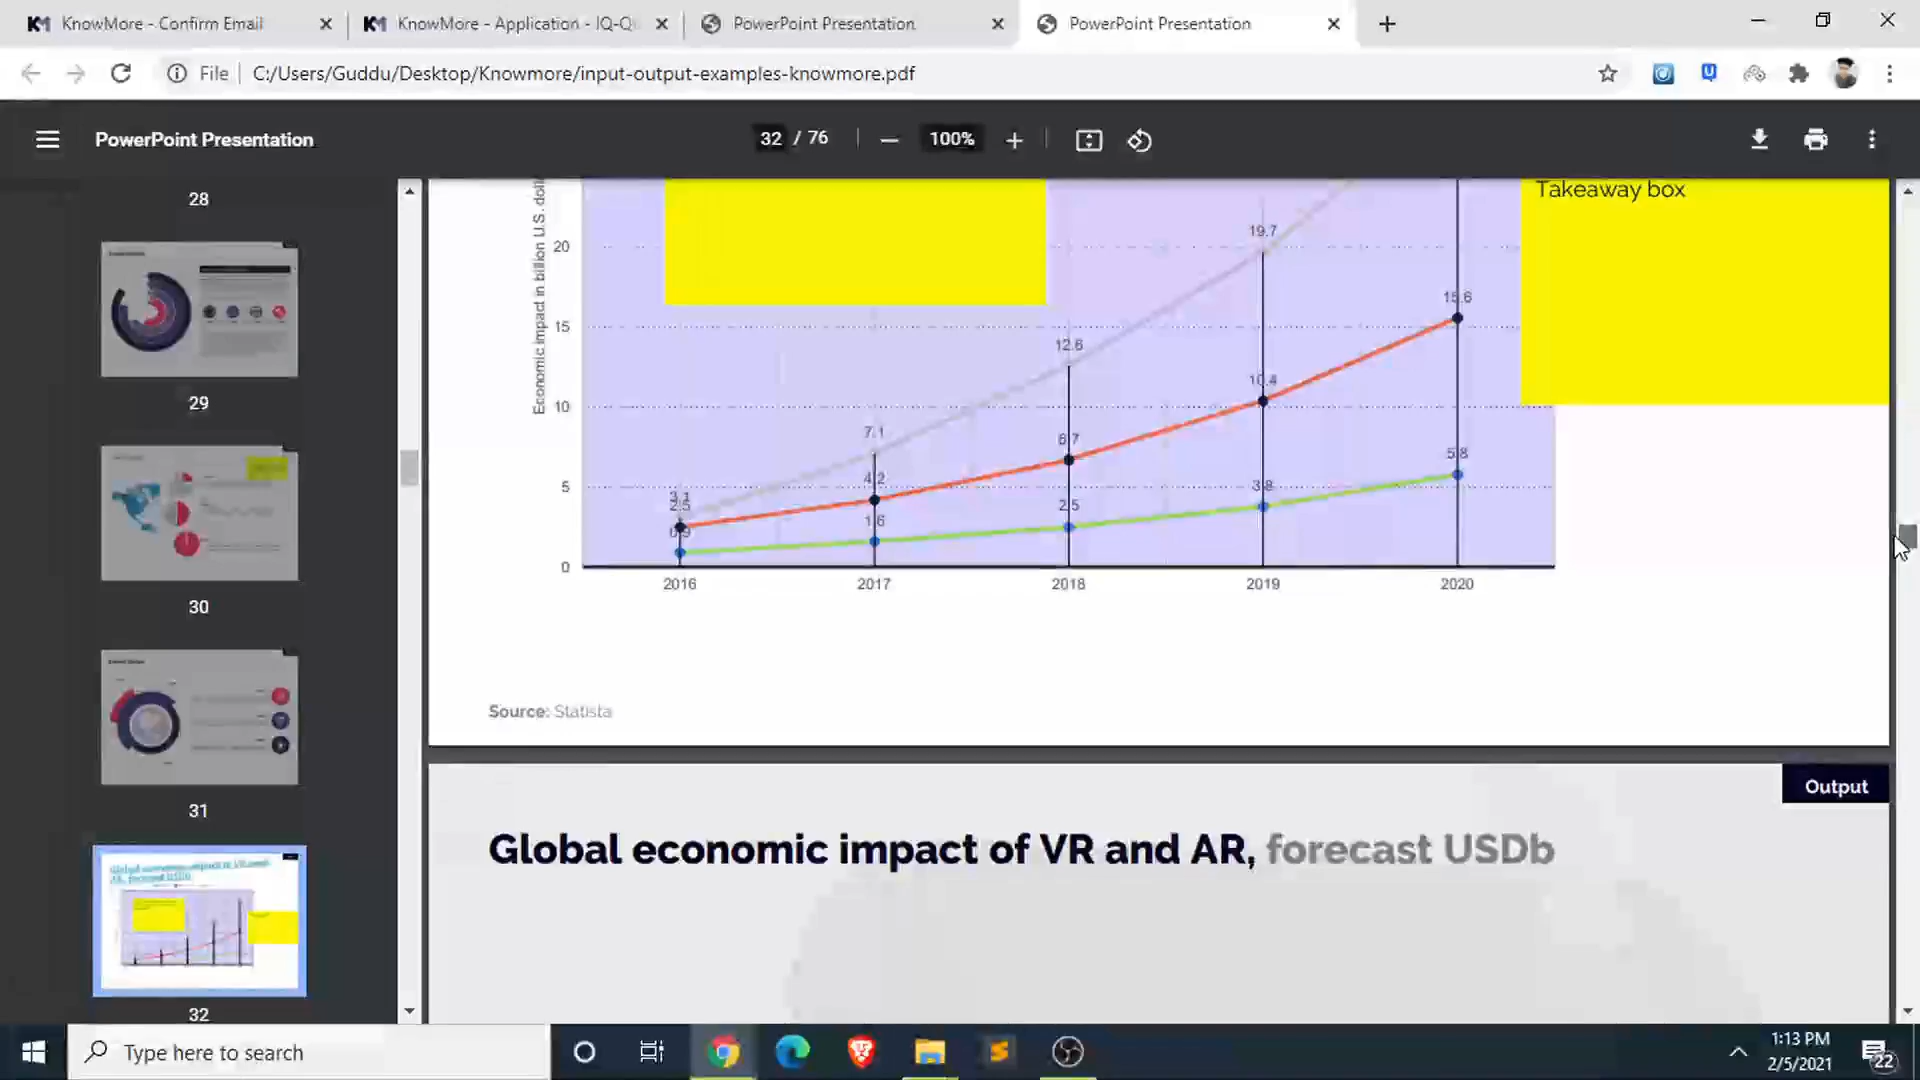 KnowMore - Confirm Email
KnowMore - Application - IQ-Q
PowerPoint Presentation
PowerPoint Presentation
File
C:/Users/Guddu/Desktop/Knowmore/input-output-examples-knowmore.pdf
PowerPoint Presentation
32 / 76
100%
28
29
30
31
32
Takeaway box
Economic impact in billion U.S. doll
20
15
10
5
0
19.7
15.6
12.6
10.4
7.1
6.7
5.8
4.2
3.8
3.1
2.5
2.5
1.6
0.9
2016
2017
2018
2019
2020
Source: Statista
Output
Global economic impact of VR and AR, forecast USDb
Type here to search
1:13 PM
2/5/2021
22